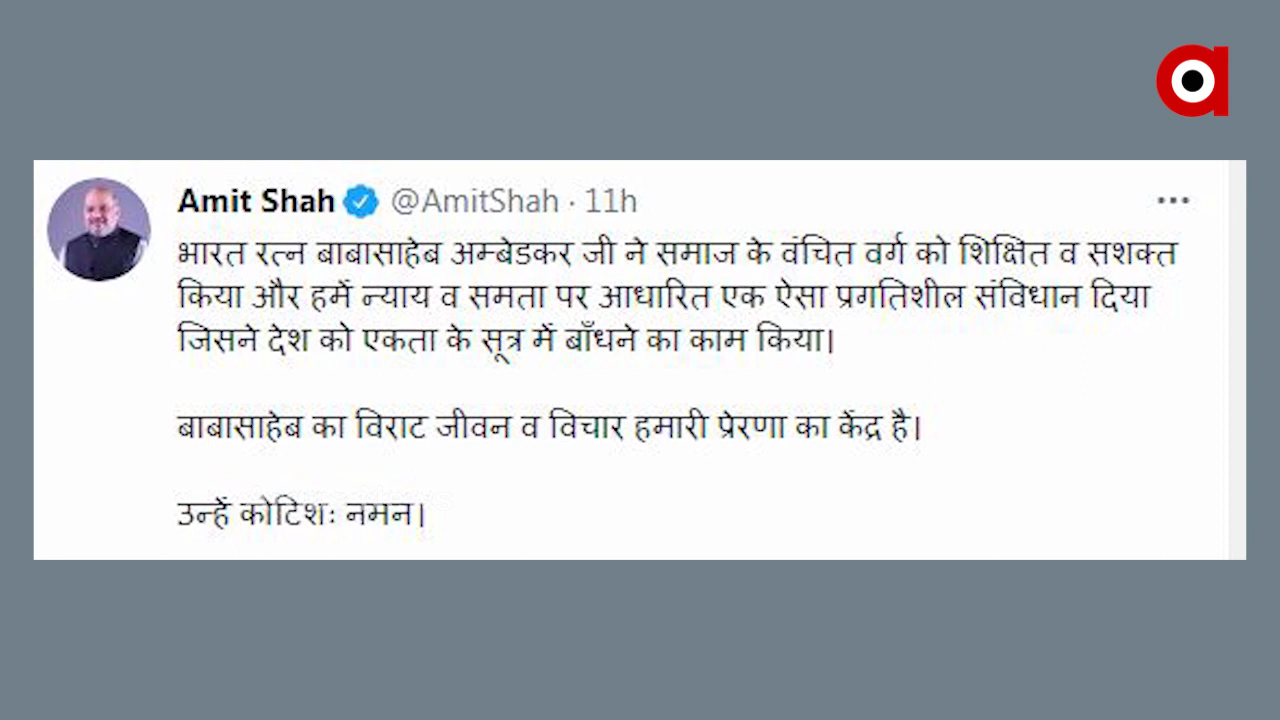 Amit Shah @AmitShah · 11h
भारत रत्न बाबासाहेब अम्बेडकर जी ने समाज के वंचित वर्ग को शिक्षित व सशक्त
किया और हमें न्याय व समता पर आधारित एक ऐसा प्रगतिशील संविधान दिया
जिसने देश को एकता के सूत्र में बाँधने का काम किया।
बाबासाहेब का विराट जीवन व विचार हमारी प्रेरणा का केंद्र है।
उन्हें कोटिशः नमन।